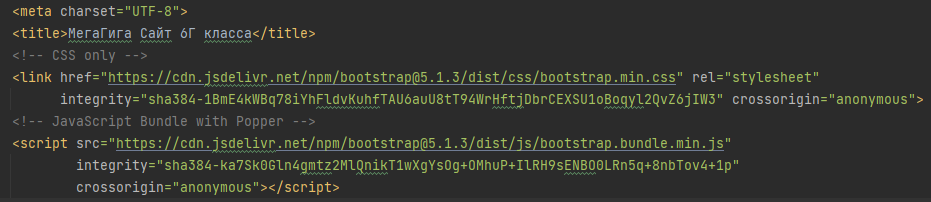 <meta charset="UTF-8">
<title>МегаГига Сайт 6Г класса</title>
<!-- CSS only -->
<link href="https://cdn.jsdelivr.net/npm/bootstrap@5.1.3/dist/css/bootstrap.min.css" rel="stylesheet"
integrity="sha384-1BmE4kWBq78iYhFldvKuhfTAU6auU8tT94WrHftjDbrCEXSU1oBoqyl2QvZ6jIW3" crossorigin="anonymous">
<!-- JavaScript Bundle with Popper -->
<script src="https://cdn.jsdelivr.net/npm/bootstrap@5.1.3/dist/js/bootstrap.bundle.min.js"
integrity="sha384-ka7Sk0Gln4gmtz2MlQnikT1wXgYsOg+OMhuP+IlRH9sENBO0LRn5q+8nbTov4+1p"
crossorigin="anonymous"></script>